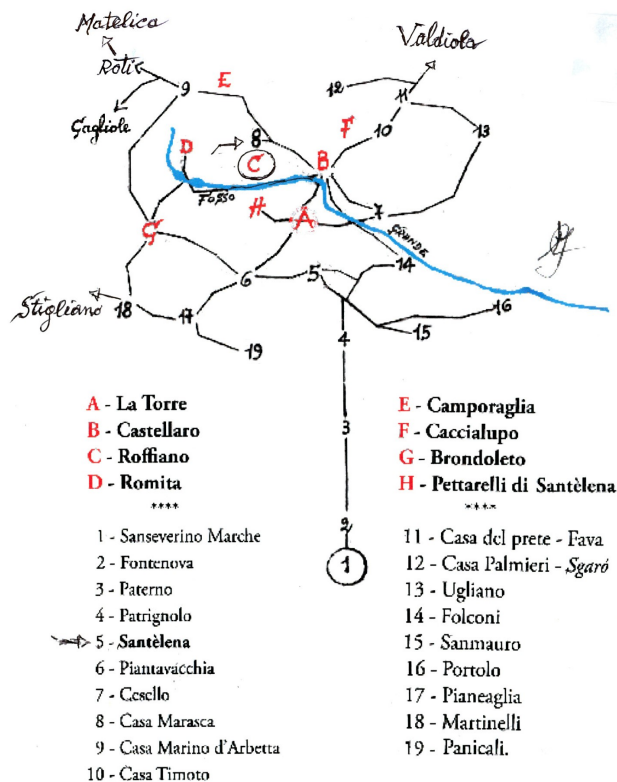 Matelica
Valdiola
Roti
9
E
12
11
Gagliole
8
F
10
13
D
C
B
FOSSO
H
A
7
G
GRANDE
6
5
14
Stigliano
18
17
16
15
19
4
3
2
1
A - La Torre
B - Castellaro
C - Roffiano
D - Romita
****
1 - Sanseverino Marche
2 - Fontenova
3 - Paterno
4 - Patrignolo
5 - Santèlena
6 - Piantavacchia
7 - Cesello
8 - Casa Marasca
9 - Casa Marino d'Arbetta
10 - Casa Timoto
E - Camporaglia
F - Caccialupo
G - Brondoleto
H - Pettarelli di Santèlena
****
11 - Casa del prete - Fava
12 - Casa Palmieri - Sgaró
13 - Ugliano
14 - Folconi
15 - Sanmauro
16 - Portolo
17 - Pianeaglia
18 - Martinelli
19 - Panicali.